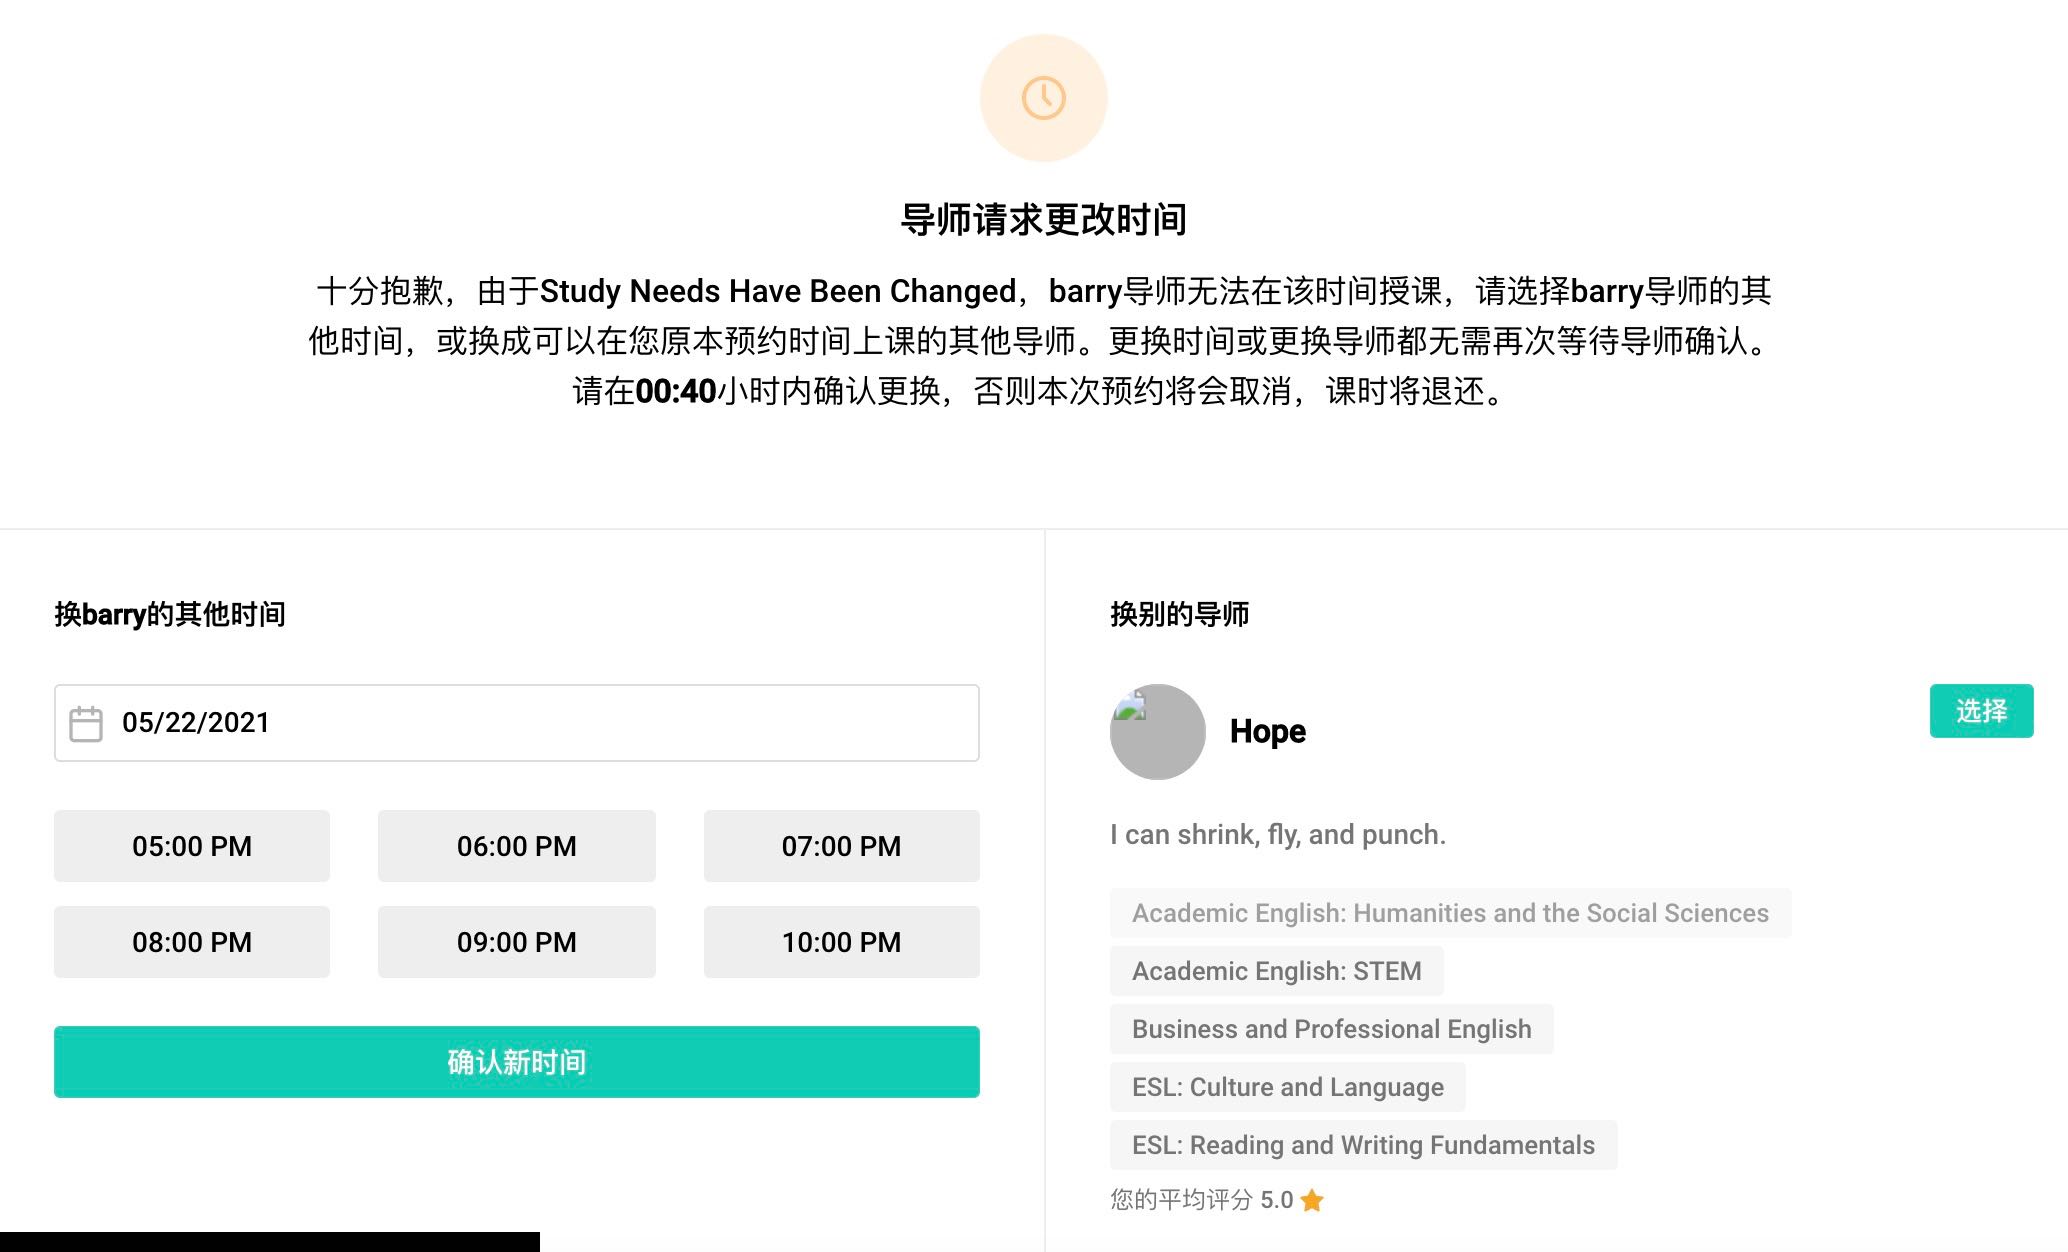 导师请求更改时间
十分抱歉，由于Study Needs Have Been Changed，barry导师无法在该时间授课，请选择barry导师的其
他时间，或换成可以在您原本预约时间上课的其他导师。更换时间或更换导师都无需再次等待导师确认。
请在00:40小时内确认更换，否则本次预约将会取消，课时将退还。
换barry的其他时间
05/22/2021
05:00 PM
06:00 PM
07:00 PM
08:00 PM
09:00 PM
10:00 PM
确认新时间
换别的导师
Hope
选择
I can shrink, fly, and punch.
Academic English: Humanities and the Social Sciences
Academic English: STEM
Business and Professional English
ESL: Culture and Language
ESL: Reading and Writing Fundamentals
您的平均评分 5.0